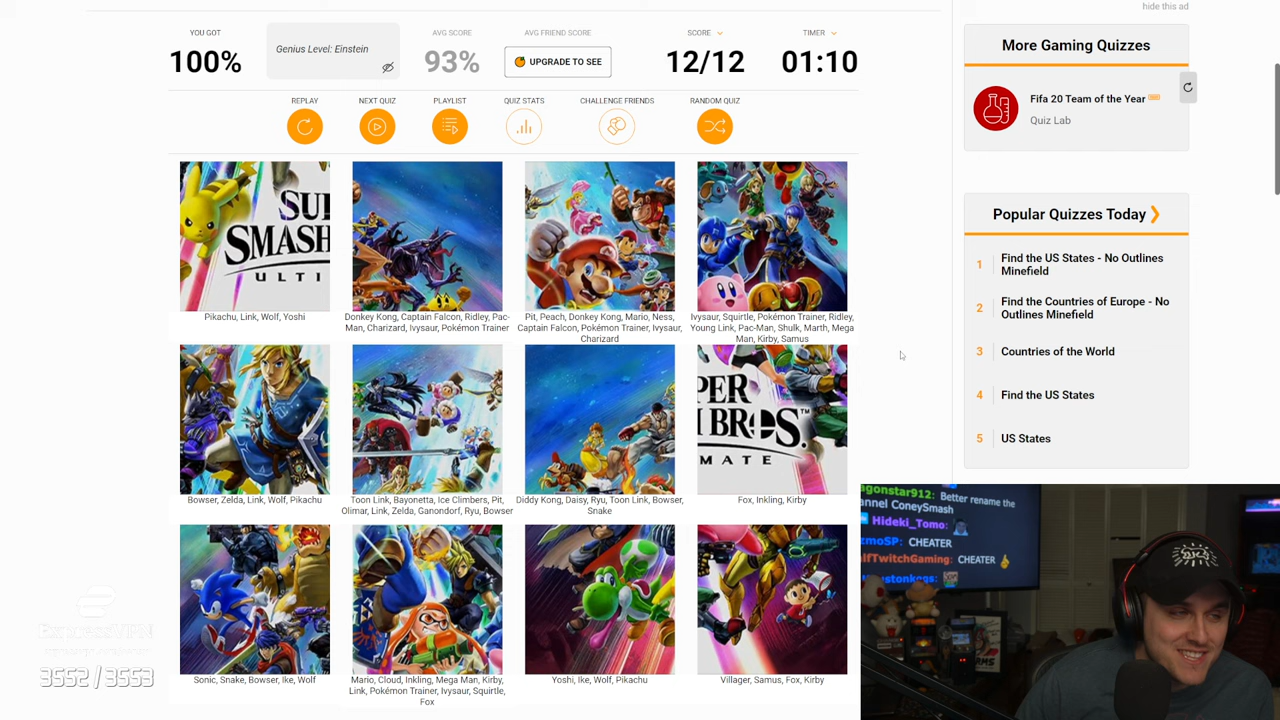 hide this ad
YOU GOT
100%
Genius Level: Einstein
AVG SCORE
93%
AVG FRIEND SCORE
UPGRADE TO SEE
SCORE
12/12
TIMER
01:10
REPLAY
NEXT QUIZ
PLAYLIST
QUIZ STATS
CHALLENGE FRIENDS
RANDOM QUIZ
SU
SMASH
ULTI
Pikachu, Link, Wolf, Yoshi
Donkey Kong, Captain Falcon, Ridley, Pac-
Man, Charizard, Ivysaur, Pokémon Trainer
Pit, Peach, Donkey Kong, Mario, Ness,
Captain Falcon, Pokémon Trainer, Ivysaur,
Charizard
Ivysaur, Squirtle, Pokémon Trainer, Ridley,
Young Link, Pac-Man, Shulk, Marth, Mega
Man, Kirby, Samus
PER
BROS.™
MATE
Bowser, Zelda, Link, Wolf, Pikachu
Toon Link, Bayonetta, Ice Climbers, Pit,
Olimar, Link, Zelda, Ganondorf, Ryu, Bowser
Diddy Kong, Daisy, Ryu, Toon Link, Bowser,
Snake
Fox, Inkling, Kirby
Sonic, Snake, Bowser, Ike, Wolf
Mario, Cloud, Inkling, Mega Man, Kirby,
Link, Pokémon Trainer, Ivysaur, Squirtle,
Fox
Yoshi, Ike, Wolf, Pikachu
Villager, Samus, Fox, Kirby
More Gaming Quizzes
Fifa 20 Team of the Year
Quiz Lab
Popular Quizzes Today
1 Find the US States - No Outlines
Minefield
2 Find the Countries of Europe - No
Outlines Minefield
3 Countries of the World
4 Find the US States
5 US States
agonstar912: Better rename the
annel ConeySmash
Hideki_Tomo:
zmoSP: CHEATER
lfTwitchGaming: CHEATER
ExpressVPN
3552 / 3553